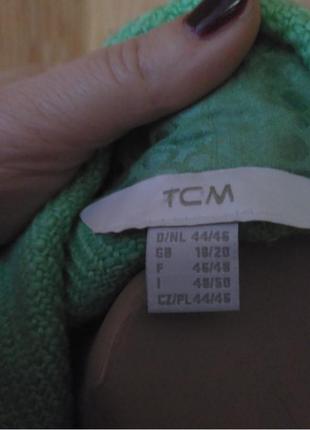 TCM
D/NL 44/46
GB 18/20
F 46/48
I 48/50
CZ/PL 44/46